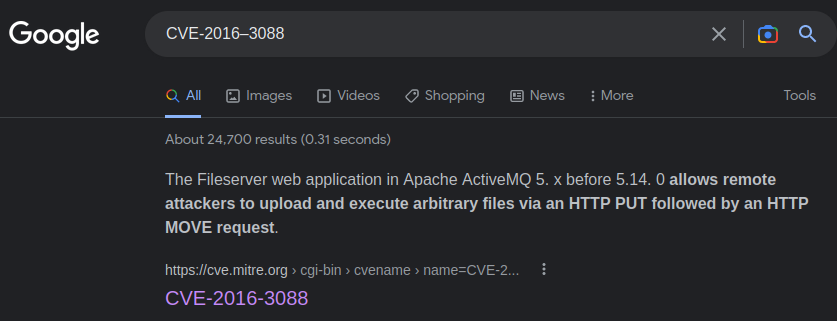 Google
CVE-2016–3088
All Images Videos Shopping News More Tools
About 24,700 results (0.31 seconds)
The Fileserver web application in Apache ActiveMQ 5. x before 5.14. 0 allows remote
attackers to upload and execute arbitrary files via an HTTP PUT followed by an HTTP
MOVE request.
https://cve.mitre.org › cgi-bin › cvename › name=CVE-2...
CVE-2016-3088